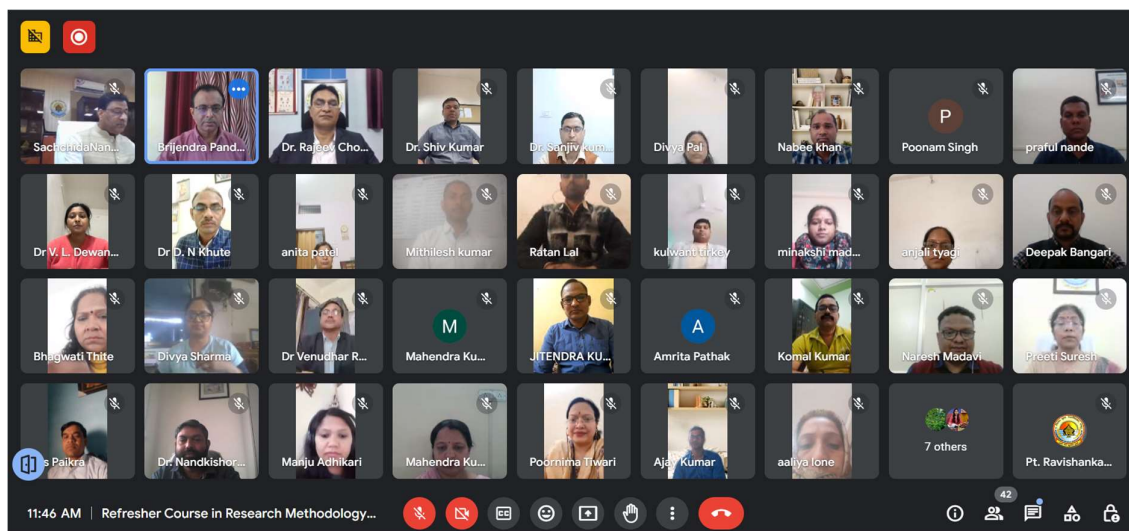 SachchidaNan...
Brijendra Pand...
Dr. Rajeev Cho...
Dr. Shiv Kumar
Dr. Sanjiv kum...
Divya Pal
Nabee khan
P
Poonam Singh
praful nande
Dr V. L. Dewan...
Dr D. N Khute
anita patel
Mithilesh kumar
Ratan Lal
kulwant tirkey
minakshi mad...
anjali tyagi
Deepak Bangari
Bhagwati Thite
Divya Sharma
Dr Venudhar R...
M
Mahendra Ku...
JITENDRA KU...
A
Amrita Pathak
Komal Kumar
Naresh Madavi
Preeti Suresh
s Paikra
Dr. Nandkishor...
Manju Adhikari
Mahendra Ku...
Poornima Tiwari
Ajay Kumar
aaliya lone
7 others
Pt. Ravishanka...
11:46 AM | Refresher Course in Research Methodology...
CC
42